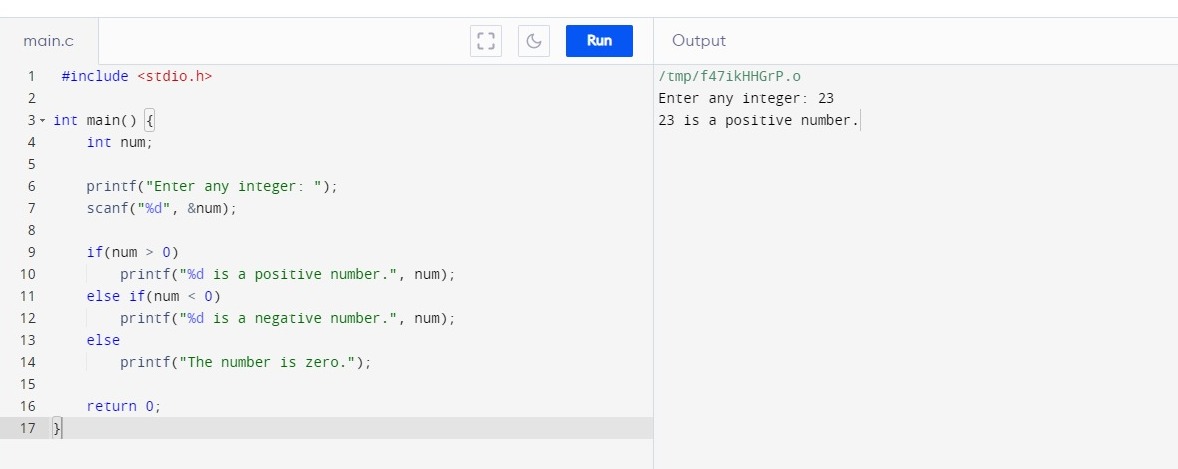 main.c
Run
Output
1 #include <stdio.h>
2
3 int main() {
4 int num;
5
6 printf("Enter any integer: ");
7 scanf("%d", &num);
8
9 if(num > 0)
10 printf("%d is a positive number.", num);
11 else if(num < 0)
12 printf("%d is a negative number.", num);
13 else
14 printf("The number is zero.");
15
16 return 0;
17 }
/tmp/f47ikHHGrP.o
Enter any integer: 23
23 is a positive number.